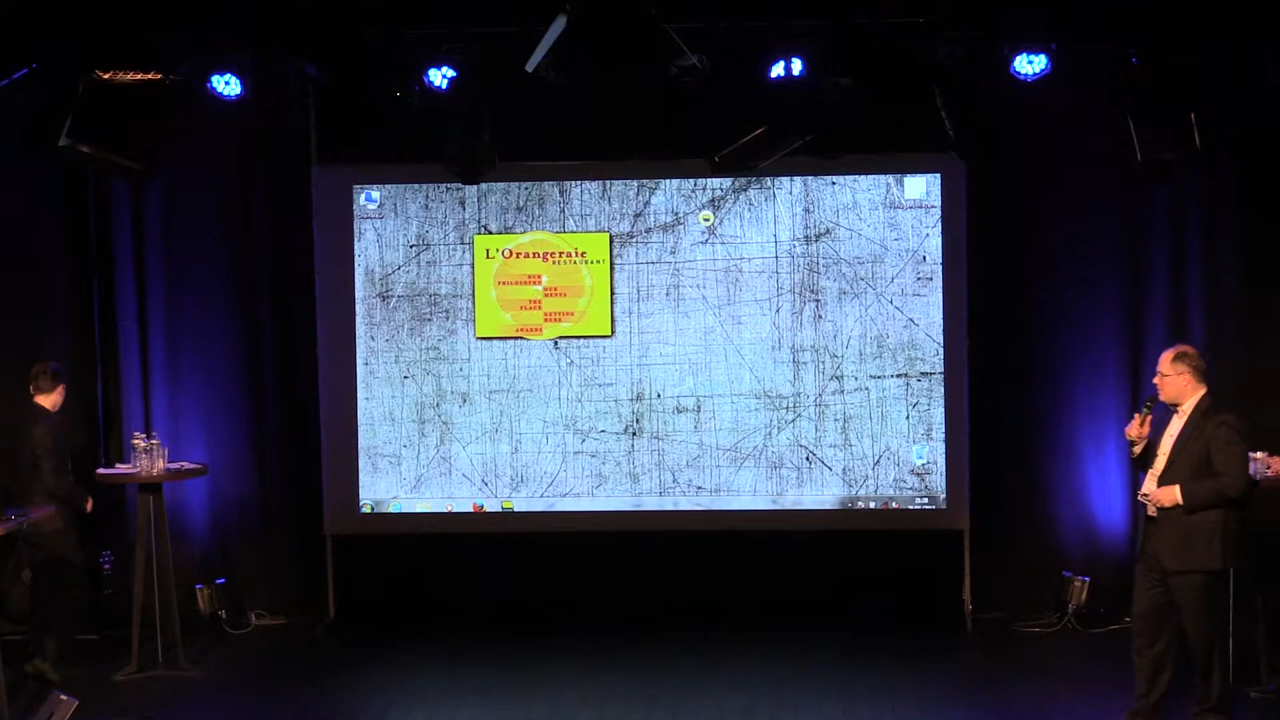 L'Orangeraie
RESTAURANT
OUR
PHILOSOPHY
OUR
MENUS
THE
PLACE
GETTING
HERE
AWARDS